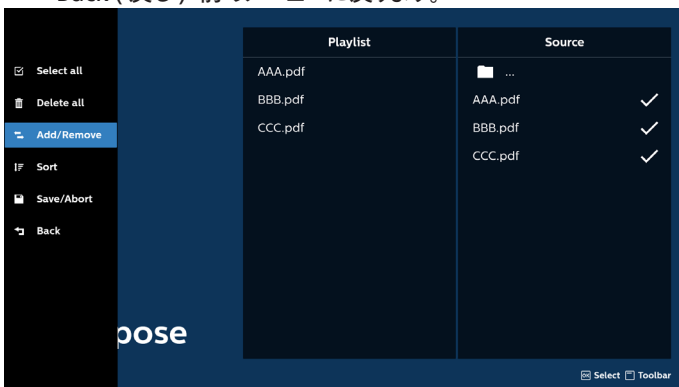 Playlist
Source
Select all
Delete all
Add/Remove
Sort
Save/Abort
Back
AAA.pdf
BBB.pdf
CCC.pdf
...
AAA.pdf
BBB.pdf
CCC.pdf
pose
OK Select Toolbar